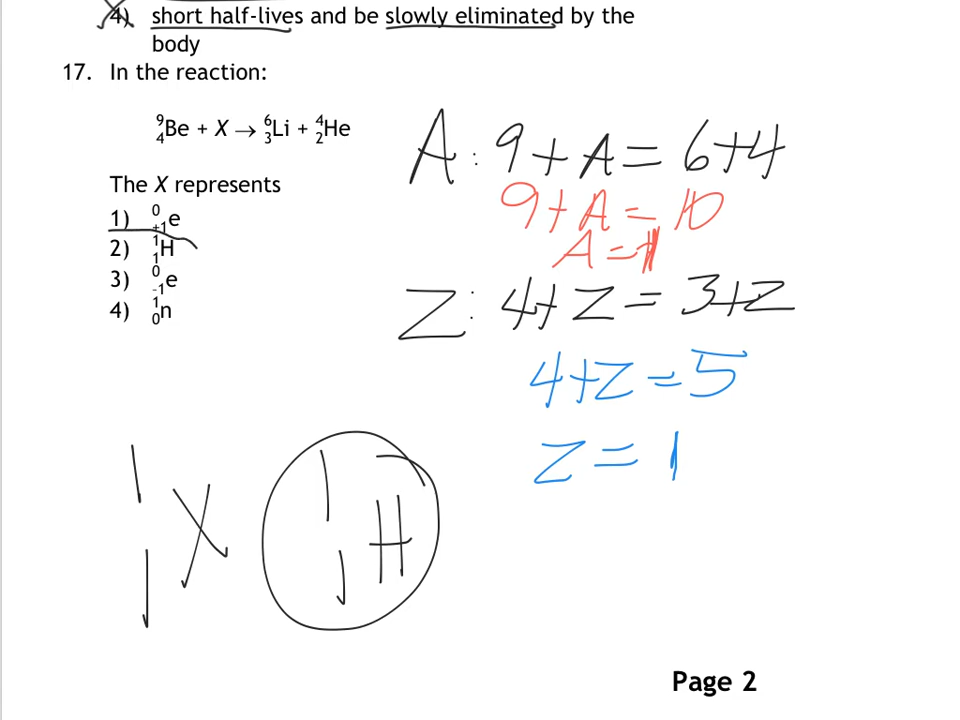 4) short half-lives and be slowly eliminated by the
body
17. In the reaction:
⁹₄Be + X → ⁶₃Li + ⁴₂He
The X represents
1) ⁰₊₁e
2) ¹₁H
3) ⁰₋₁e
4) ¹₀n
A: 9+A=6+4
9+A=10
A=1
Z: 4+Z=3+2
4+Z=5
Z=1
¹₁X ¹₁H
Page 2